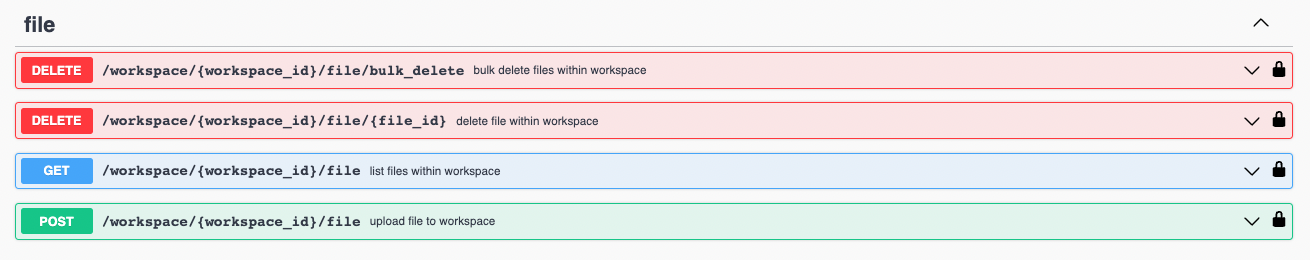 file
DELETE /workspace/{workspace_id}/file/bulk_delete bulk delete files within workspace
DELETE /workspace/{workspace_id}/file/{file_id} delete file within workspace
GET /workspace/{workspace_id}/file list files within workspace
POST /workspace/{workspace_id}/file upload file to workspace